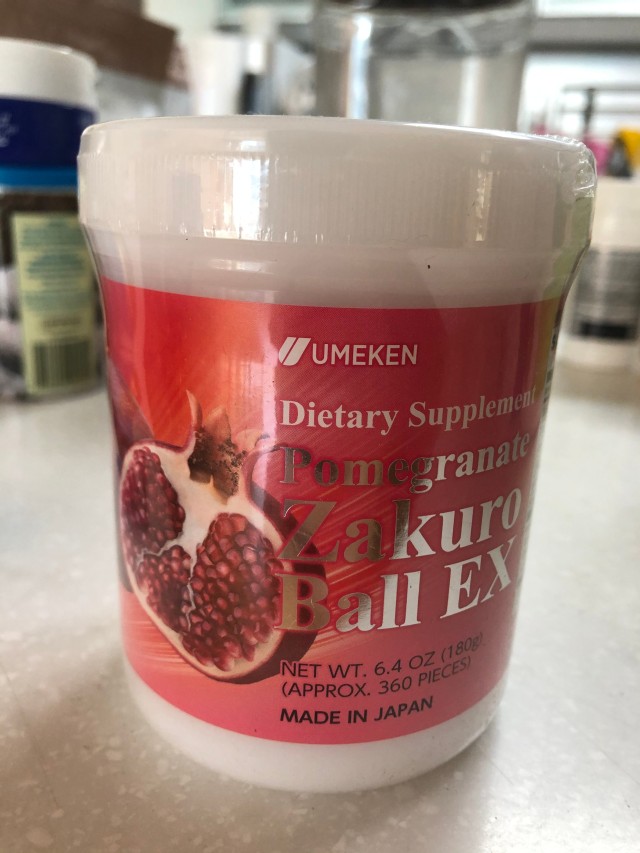 UMEKEN
Dietary Supplement
Pomegranate
Zakuro
Ball EX
NET WT. 6.4 OZ (180g)
(APPROX. 360 PIECES)
MADE IN JAPAN